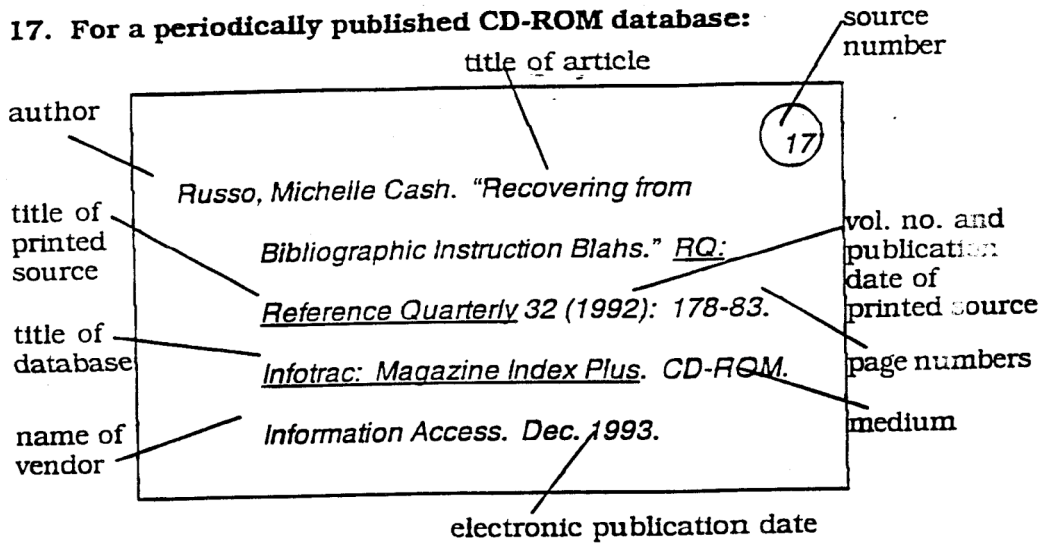 17. For a periodically published CD-ROM database:
source
number
title of article
author
17
Russo, Michelle Cash. "Recovering from
title of
printed
source
Bibliographic Instruction Blahs." RQ:
vol. no. and
publication
date of
printed source
Reference Quarterly 32 (1992): 178-83.
title of
database
Infotrac: Magazine Index Plus. CD-ROM.
page numbers
medium
name of
vendor
Information Access. Dec. 1993.
electronic publication date